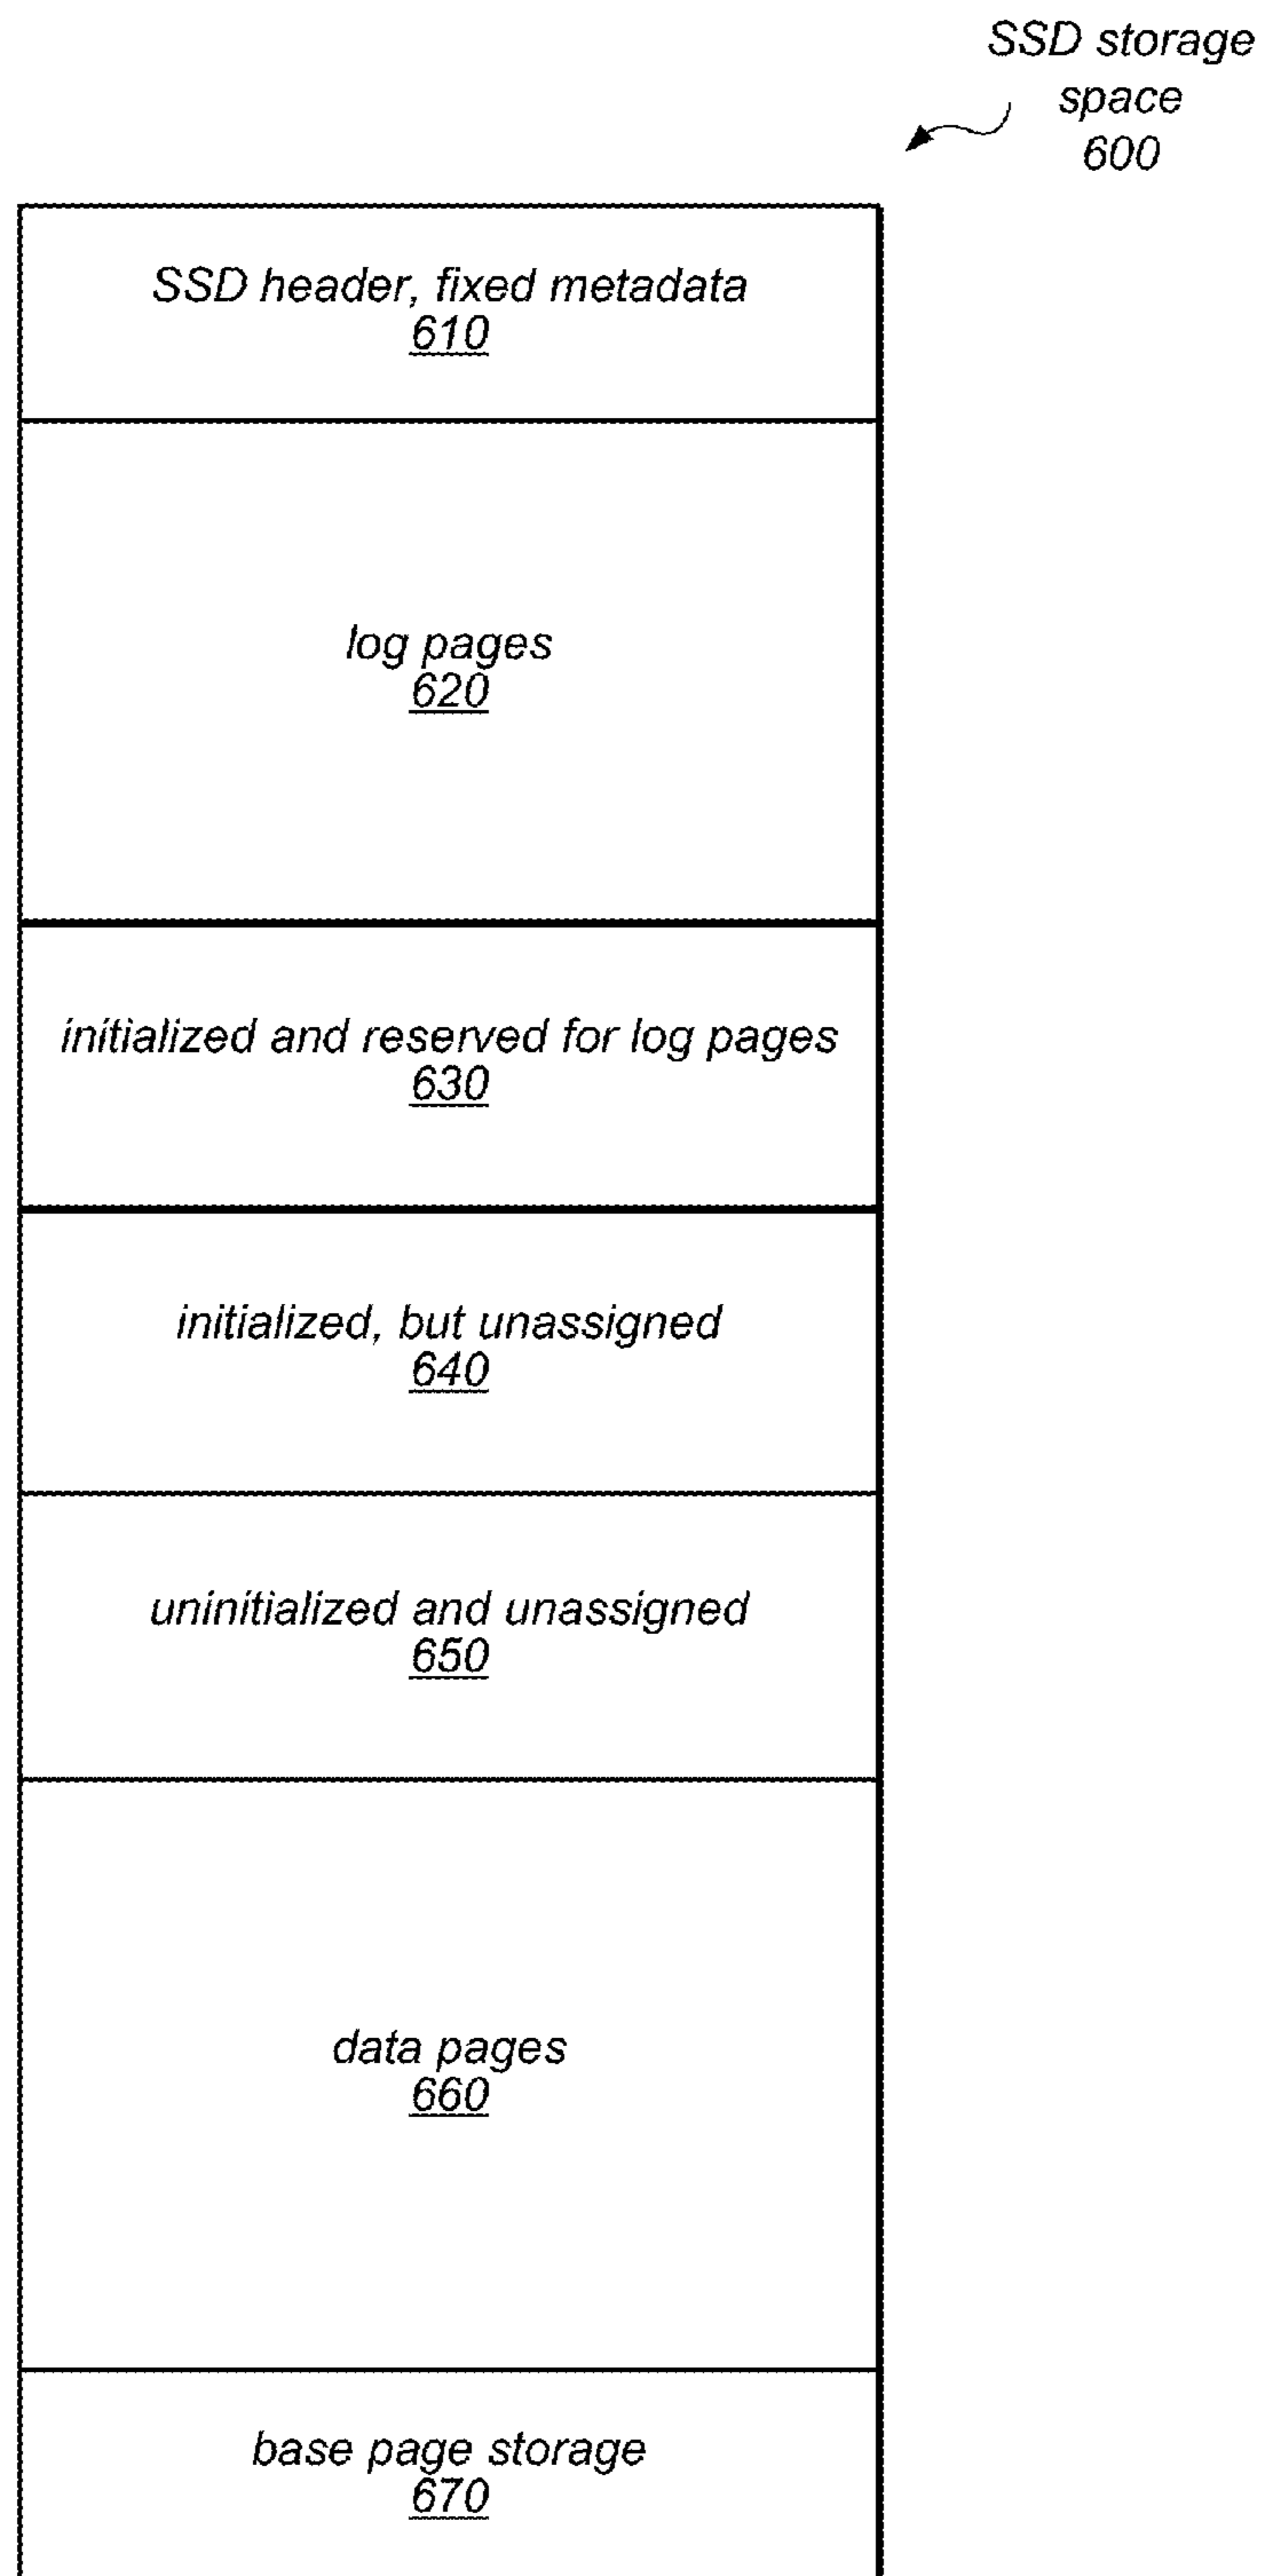 SSD storage
space
600
SSD header, fixed metadata
610
log pages
620
initialized and reserved for log pages
630
initialized, but unassigned
640
uninitialized and unassigned
650
data pages
660
base page storage
670